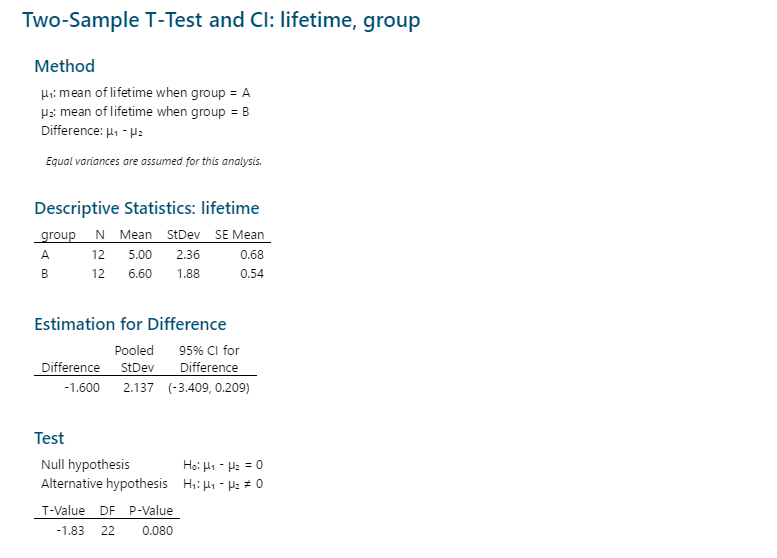 Two-Sample T-Test and CI: lifetime, group
Method
μ₁: mean of lifetime when group = A
μ₂: mean of lifetime when group = B
Difference: μ₁ - μ₂
Equal variances are assumed for this analysis.
Descriptive Statistics: lifetime
group N Mean StDev SE Mean
A 12 5.00 2.36 0.68
B 12 6.60 1.88 0.54
Estimation for Difference
Pooled 95% CI for
Difference StDev Difference
-1.600 2.137 (-3.409, 0.209)
Test
Null hypothesis H₀: μ₁ - μ₂ = 0
Alternative hypothesis H₁: μ₁ - μ₂ ≠ 0
T-Value DF P-Value
-1.83 22 0.080